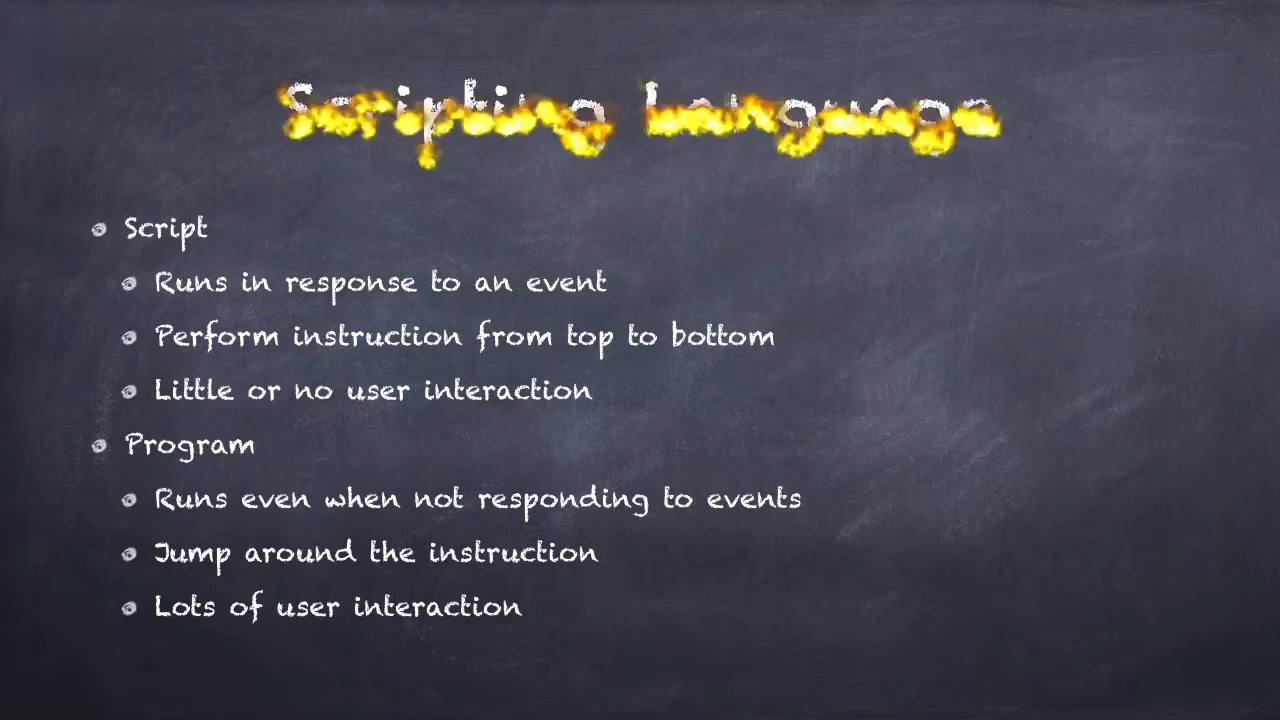 Scripting Language
Script
Runs in response to an event
Perform instruction from top to bottom
Little or no user interaction
Program
Runs even when not responding to events
Jump around the instruction
Lots of user interaction